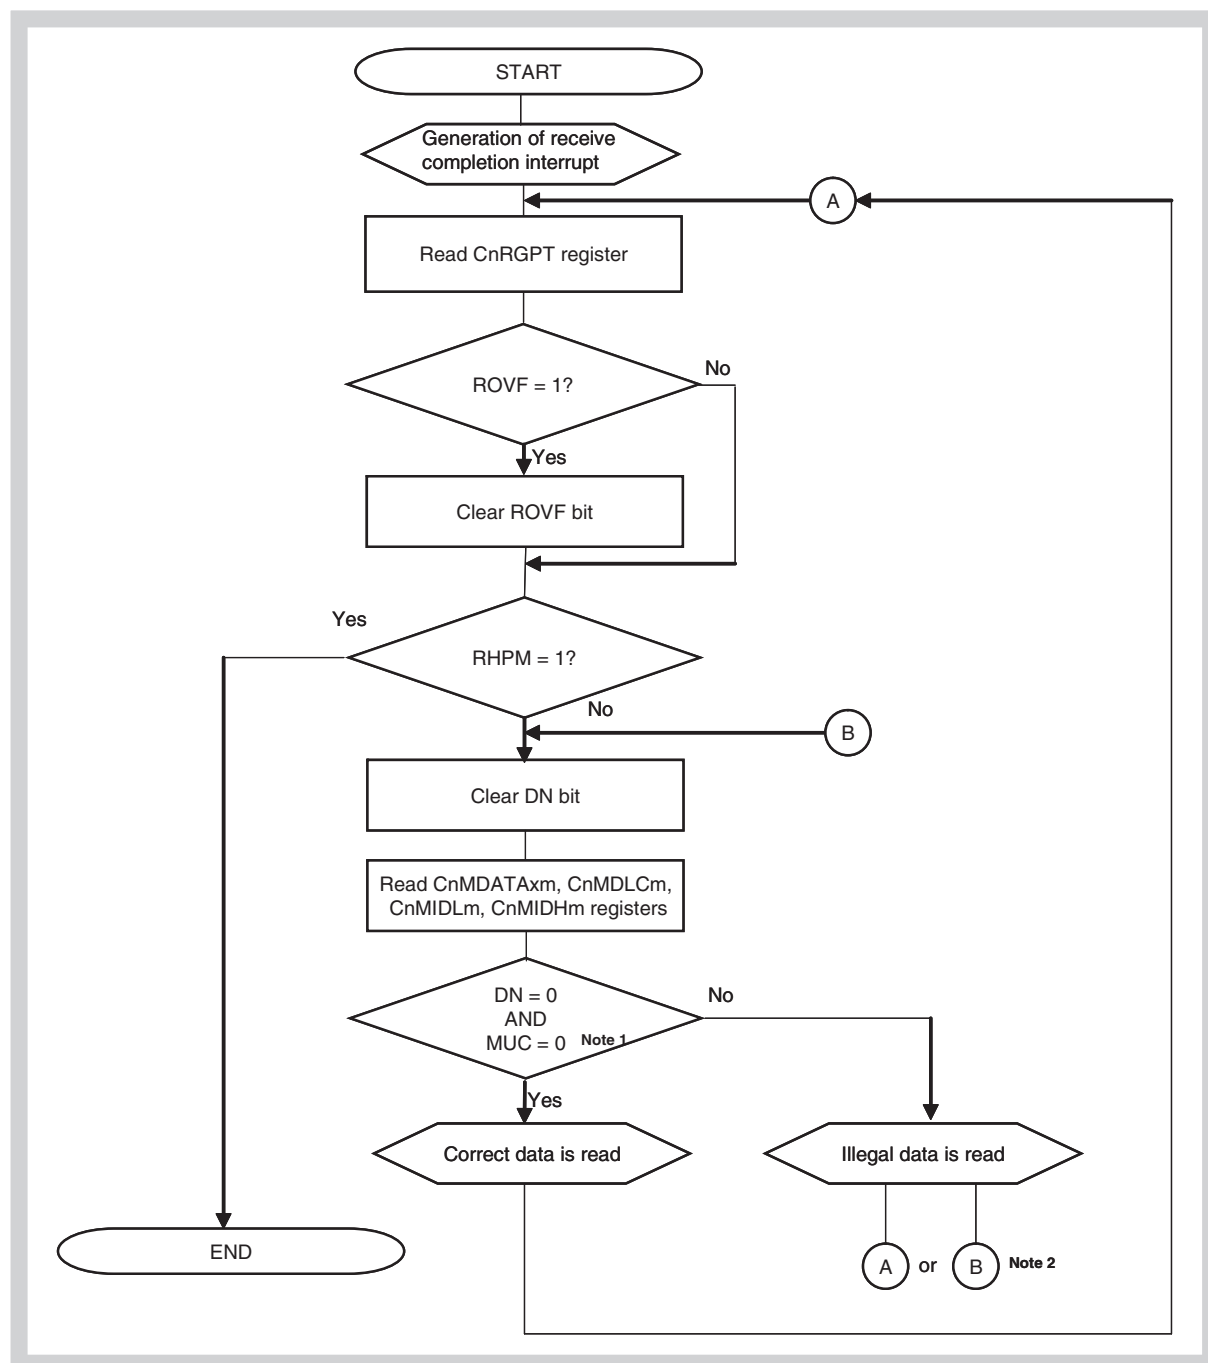 START
Generation of receive
completion interrupt
A
Read CnRGPT register
ROVF = 1?
No
Yes
Clear ROVF bit
Yes
RHPM = 1?
No
B
Clear DN bit
Read CnMDATAxm, CnMDLCm,
CnMIDLm, CnMIDHm registers
DN = 0
AND
MUC = 0 Note 1
No
Yes
Correct data is read
Illegal data is read
END
A or B Note 2